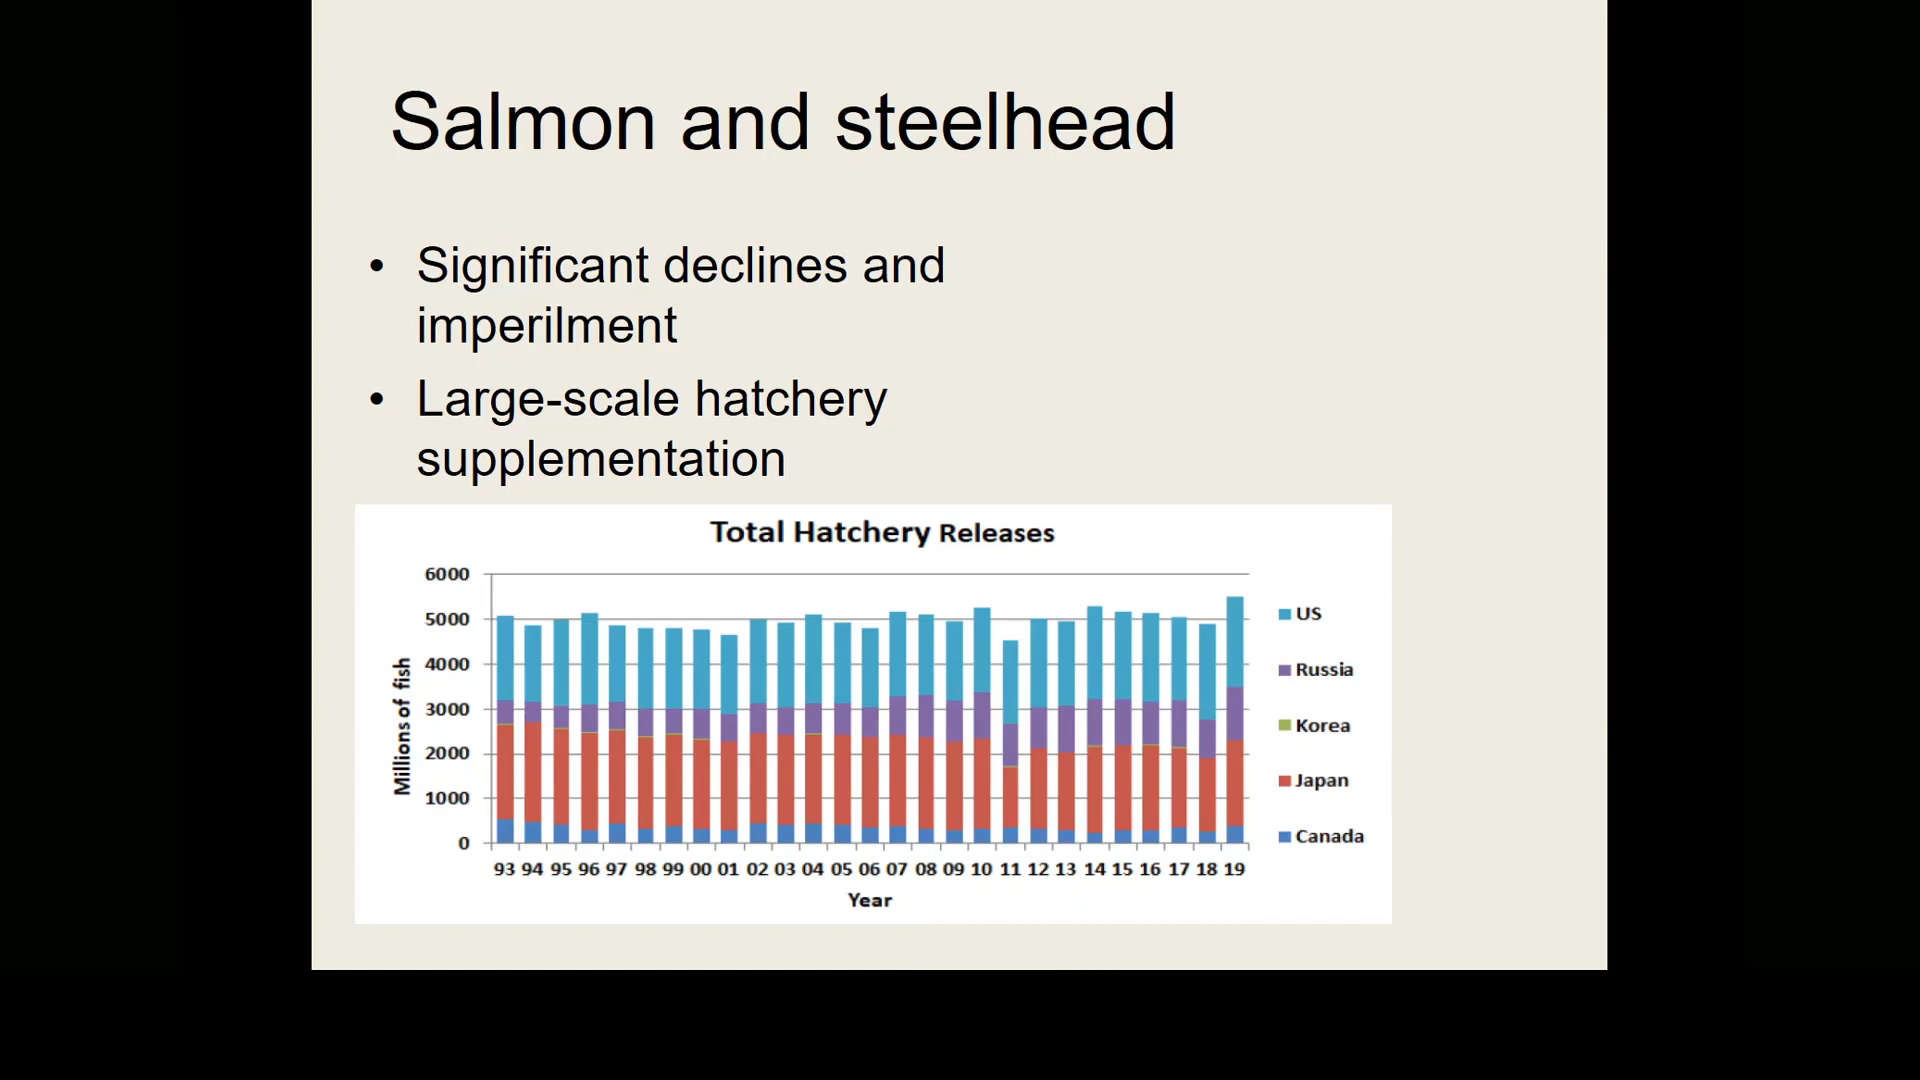 Salmon and steelhead
• Significant declines and
imperilment
• Large-scale hatchery
supplementation
Total Hatchery Releases
Millions of fish
6000
5000
4000
3000
2000
1000
0
93 94 95 96 97 98 99 00 01 02 03 04 05 06 07 08 09 10 11 12 13 14 15 16 17 18 19
Year
US
Russia
Korea
Japan
Canada